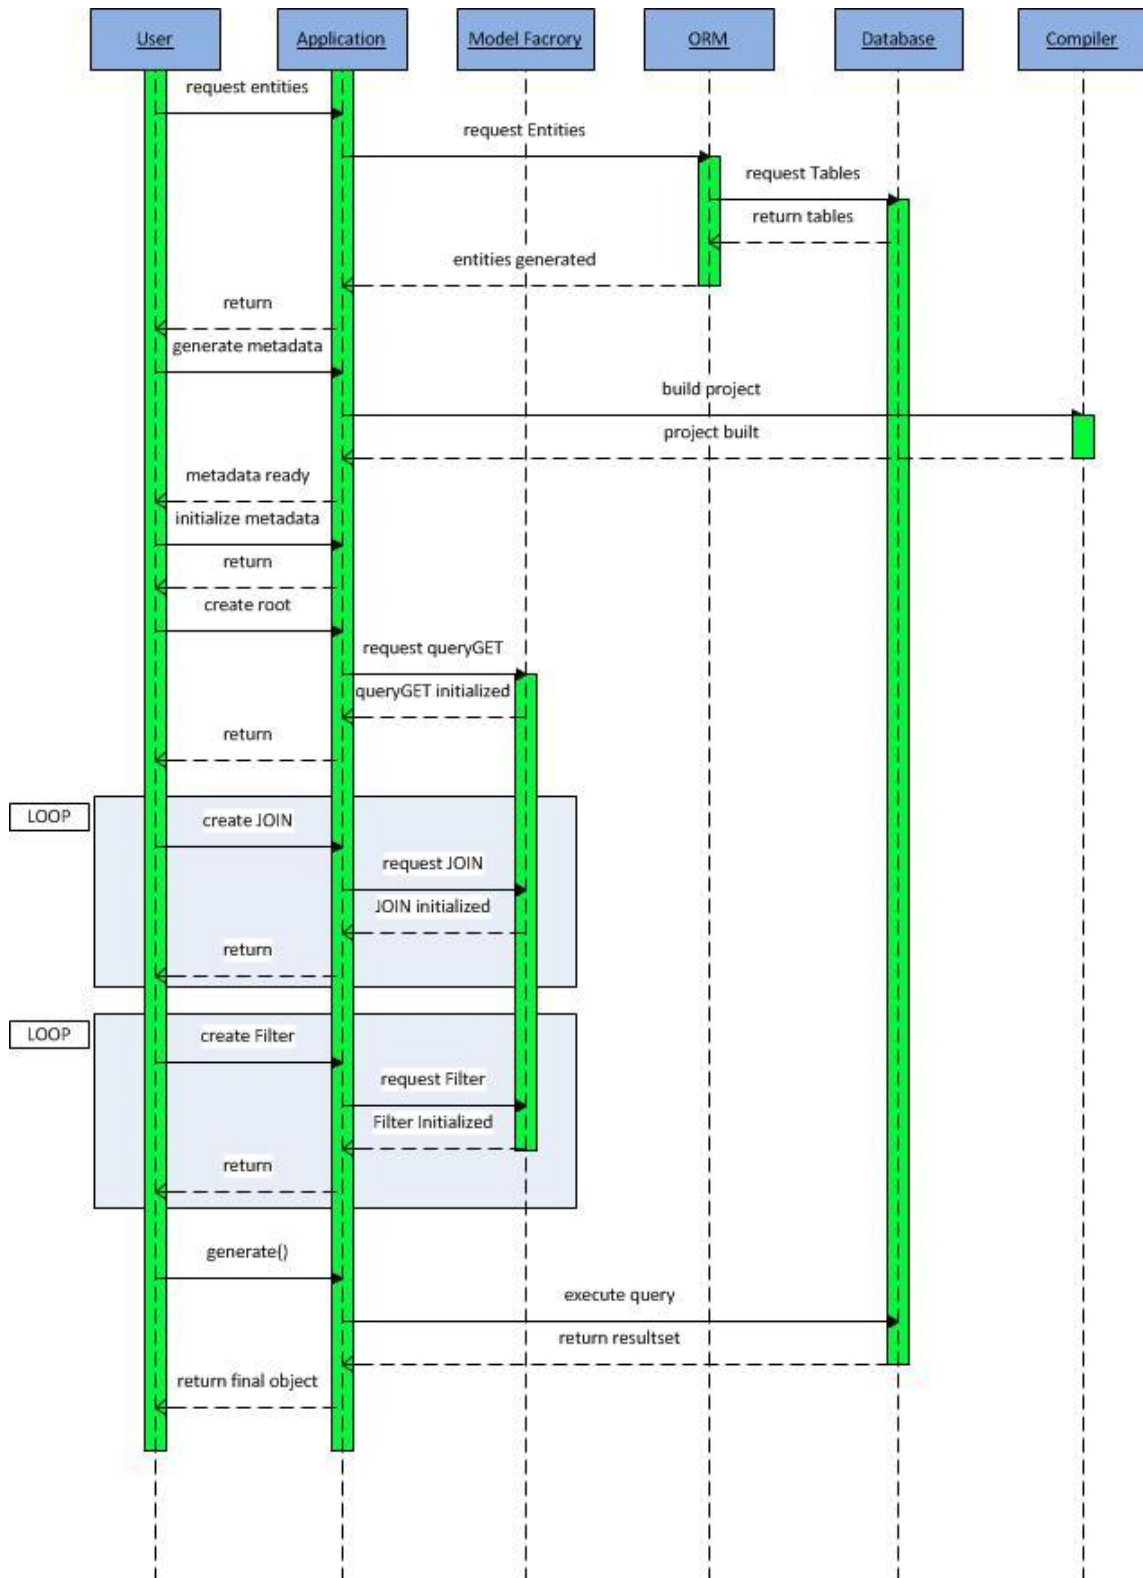 User Application Model Facrory ORM Database Compiler
request entities
request Entities
request Tables
return tables
entities generated
return
generate metadata
build project
project built
metadata ready
initialize metadata
return
create root
request queryGET
queryGET initialized
return
LOOP
create JOIN
request JOIN
JOIN initialized
return
LOOP
create Filter
request Filter
Filter Initialized
return
generate()
execute query
return resultset
return final object